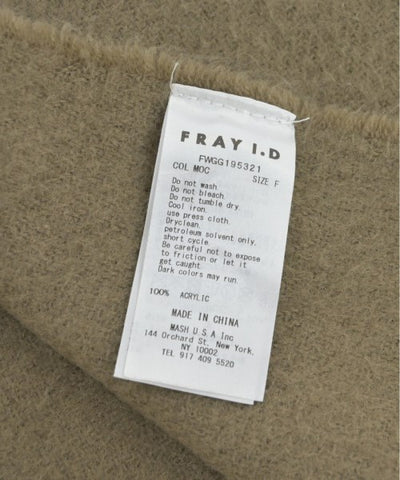 FRAY I.D
FWGG195321
COL MOC SIZE F
Do not wash.
Do not bleach.
Do not tumble dry.
Cool iron.
use press cloth.
Dryclean.
petroleum solvent only.
short cycle.
Be careful not to expose
to friction or let it
get caught.
Dark colors may run.
100% ACRYLIC
MADE IN CHINA
MASH U.S.A Inc
144 Orchard St. New York,
NY 10002
TEL 917 409 5520